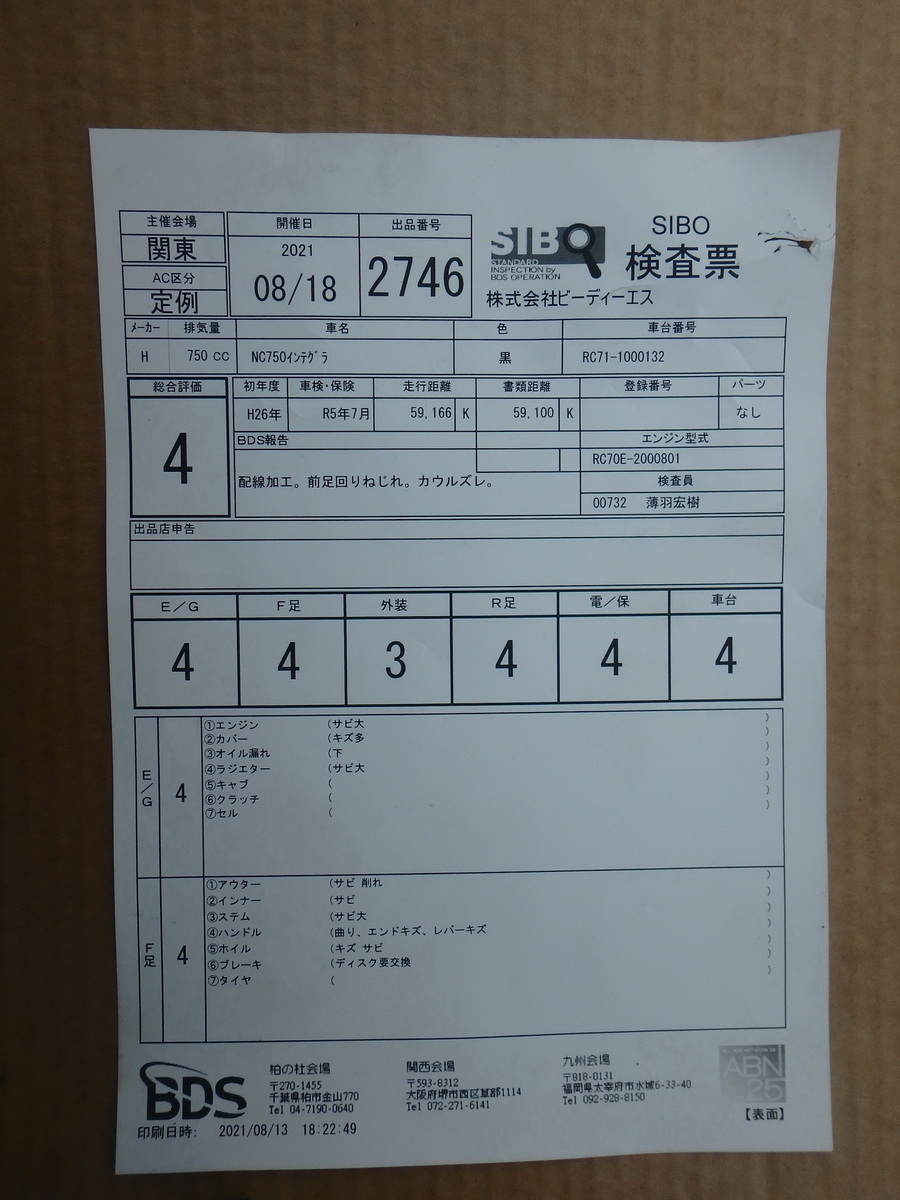 主催会場 開催日 出品番号
関東 2021 08/18 2746
AC区分
定例
SIBO
STANDARD
INSPECTION by
BDS OPERATION
SIBO
検査票
株式会社ビーディーエス
メーカー 排気量 車名 色 車台番号
H 750 CC NC750インテグラ 黒 RC71-1000132
総合評価 初年度 車検・保険 走行距離 書類距離 登録番号 パーツ
4 H26年 R5年7月 59,166 K 59,100 K なし
BDS報告 エンジン型式
RC70E-2000801
配線加工。前足回りねじれ。カウルズレ。 検査員
00732 薄羽宏樹
出品店申告
E／G F足 外装 R足 電／保 車台
4 4 3 4 4 4
E／G 4
①エンジン (サビ大 )
②カバー (キズ多 )
③オイル漏れ (下 )
④ラジエター (サビ大 )
⑤キャブ ( )
⑥クラッチ ( )
⑦セル ( )
F足 4
①アウター (サビ 削れ )
②インナー (サビ )
③ステム (サビ大 )
④ハンドル (曲り、エンドキズ、レバーキズ )
⑤ホイル (キズ サビ )
⑥ブレーキ (ディスク要交換 )
⑦タイヤ ( )
BDS
柏の杜会場
〒270-1455
千葉県柏市金山770
Tel 04-7190-0640
関西会場
〒593-8312
大阪府堺市西区草部1114
Tel 072-271-6141
九州会場
〒818-0131
福岡県太宰府市水城6-33-40
Tel 092-928-8150
ABN
25
【表面】
印刷日時: 2021/08/13 18:22:49